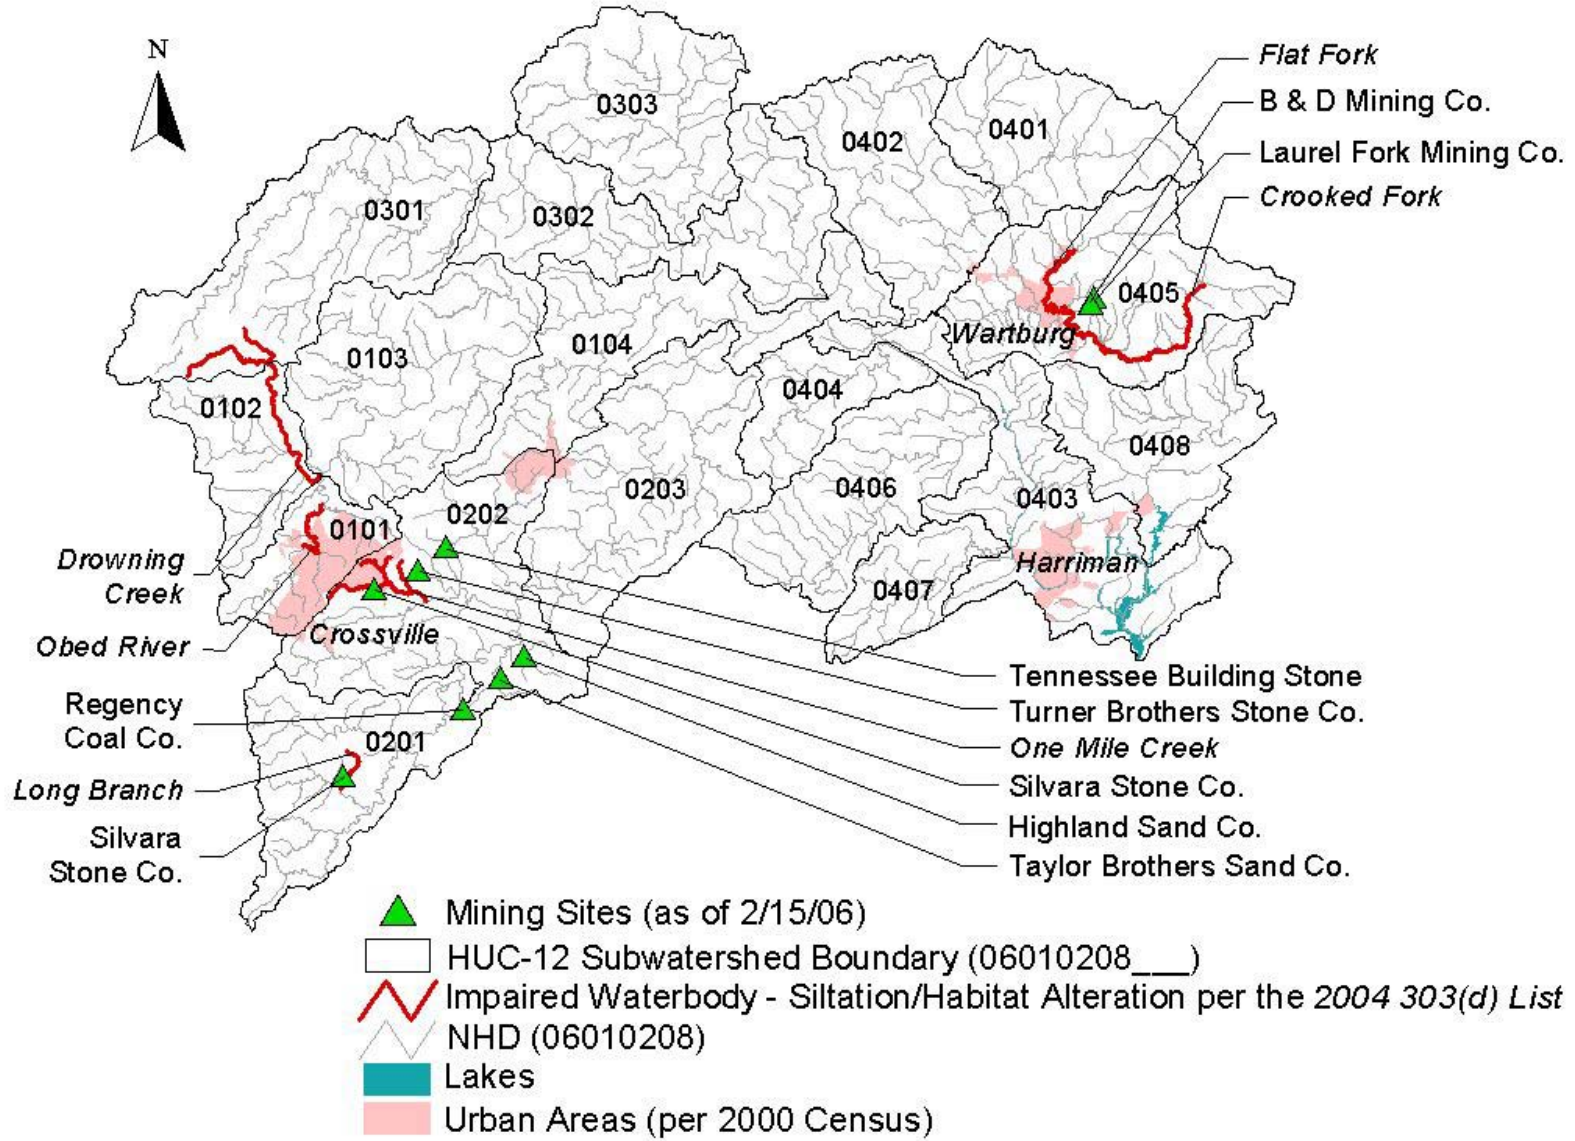 N
Flat Fork
B & D Mining Co.
Laurel Fork Mining Co.
Crooked Fork
0303
0402
0401
0301
0302
0405
Wartburg
0103
0104
0404
0102
0408
0203
0406
0403
0202
0101
Harriman
0407
Drowning
Creek
Crossville
Obed River
Regency
Coal Co.
0201
Long Branch
Silvara
Stone Co.
Tennessee Building Stone
Turner Brothers Stone Co.
One Mile Creek
Silvara Stone Co.
Highland Sand Co.
Taylor Brothers Sand Co.
Mining Sites (as of 2/15/06)
HUC-12 Subwatershed Boundary (06010208___)
Impaired Waterbody - Siltation/Habitat Alteration per the 2004 303(d) List
NHD (06010208)
Lakes
Urban Areas (per 2000 Census)